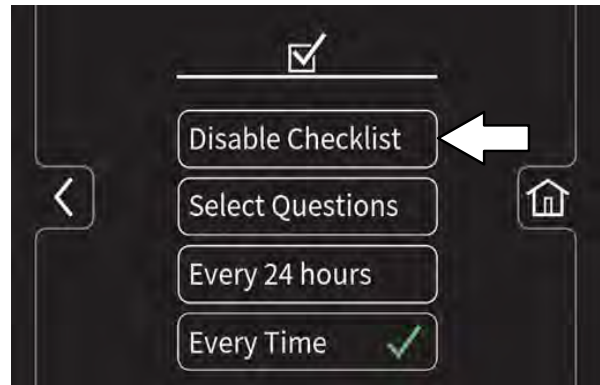 Disable Checklist
Select Questions
Every 24 hours
Every Time